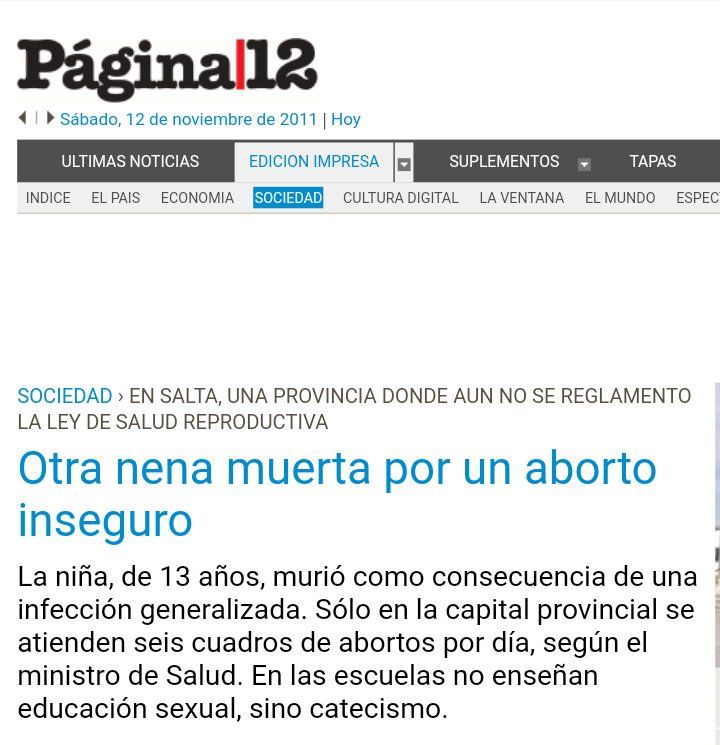 Página|12
Sábado, 12 de noviembre de 2011 | Hoy
ULTIMAS NOTICIAS EDICION IMPRESA SUPLEMENTOS TAPAS
INDICE EL PAIS ECONOMIA SOCIEDAD CULTURA DIGITAL LA VENTANA EL MUNDO ESPEC
SOCIEDAD › EN SALTA, UNA PROVINCIA DONDE AUN NO SE REGLAMENTO
LA LEY DE SALUD REPRODUCTIVA
Otra nena muerta por un aborto
inseguro
La niña, de 13 años, murió como consecuencia de una
infección generalizada. Sólo en la capital provincial se
atienden seis cuadros de abortos por día, según el
ministro de Salud. En las escuelas no enseñan
educación sexual, sino catecismo.